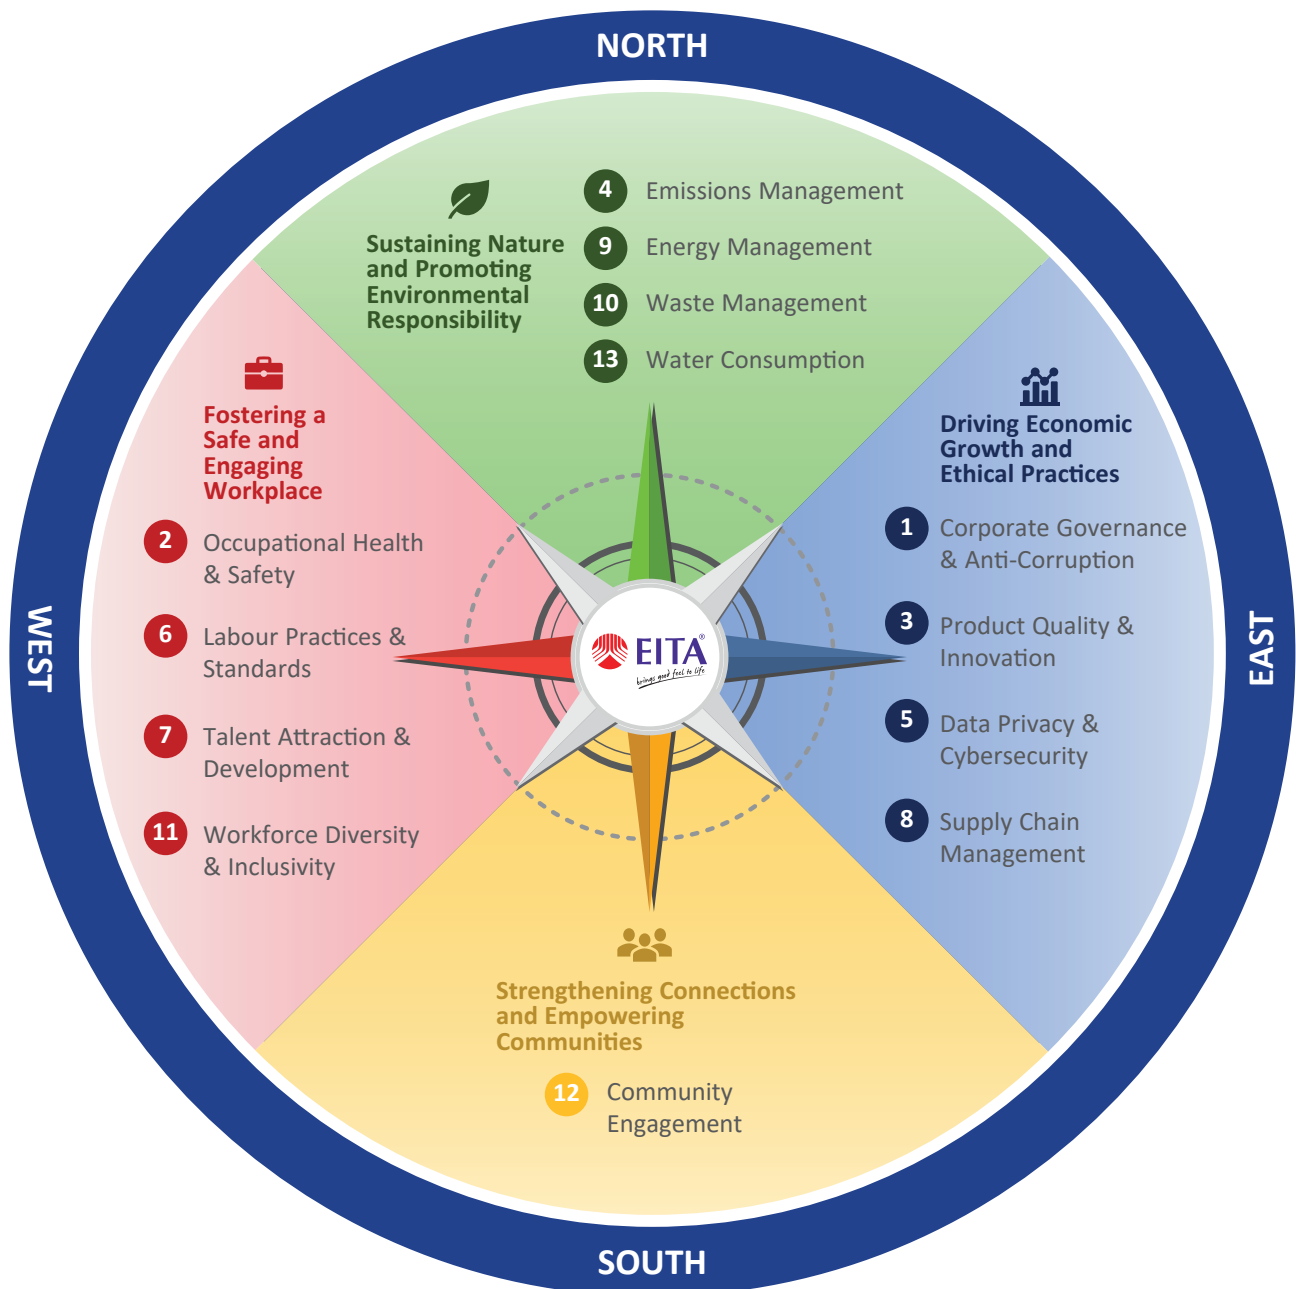 NORTH
Sustaining Nature
and Promoting
Environmental
Responsibility
4 Emissions Management
9 Energy Management
10 Waste Management
13 Water Consumption
WEST
Fostering a
Safe and
Engaging
Workplace
2 Occupational Health
& Safety
6 Labour Practices &
Standards
7 Talent Attraction &
Development
11 Workforce Diversity
& Inclusivity
EITA®
brings good feel to life
Driving Economic
Growth and
Ethical Practices
1 Corporate Governance
& Anti-Corruption
3 Product Quality &
Innovation
5 Data Privacy &
Cybersecurity
8 Supply Chain
Management
EAST
Strengthening Connections
and Empowering
Communities
12 Community
Engagement
SOUTH